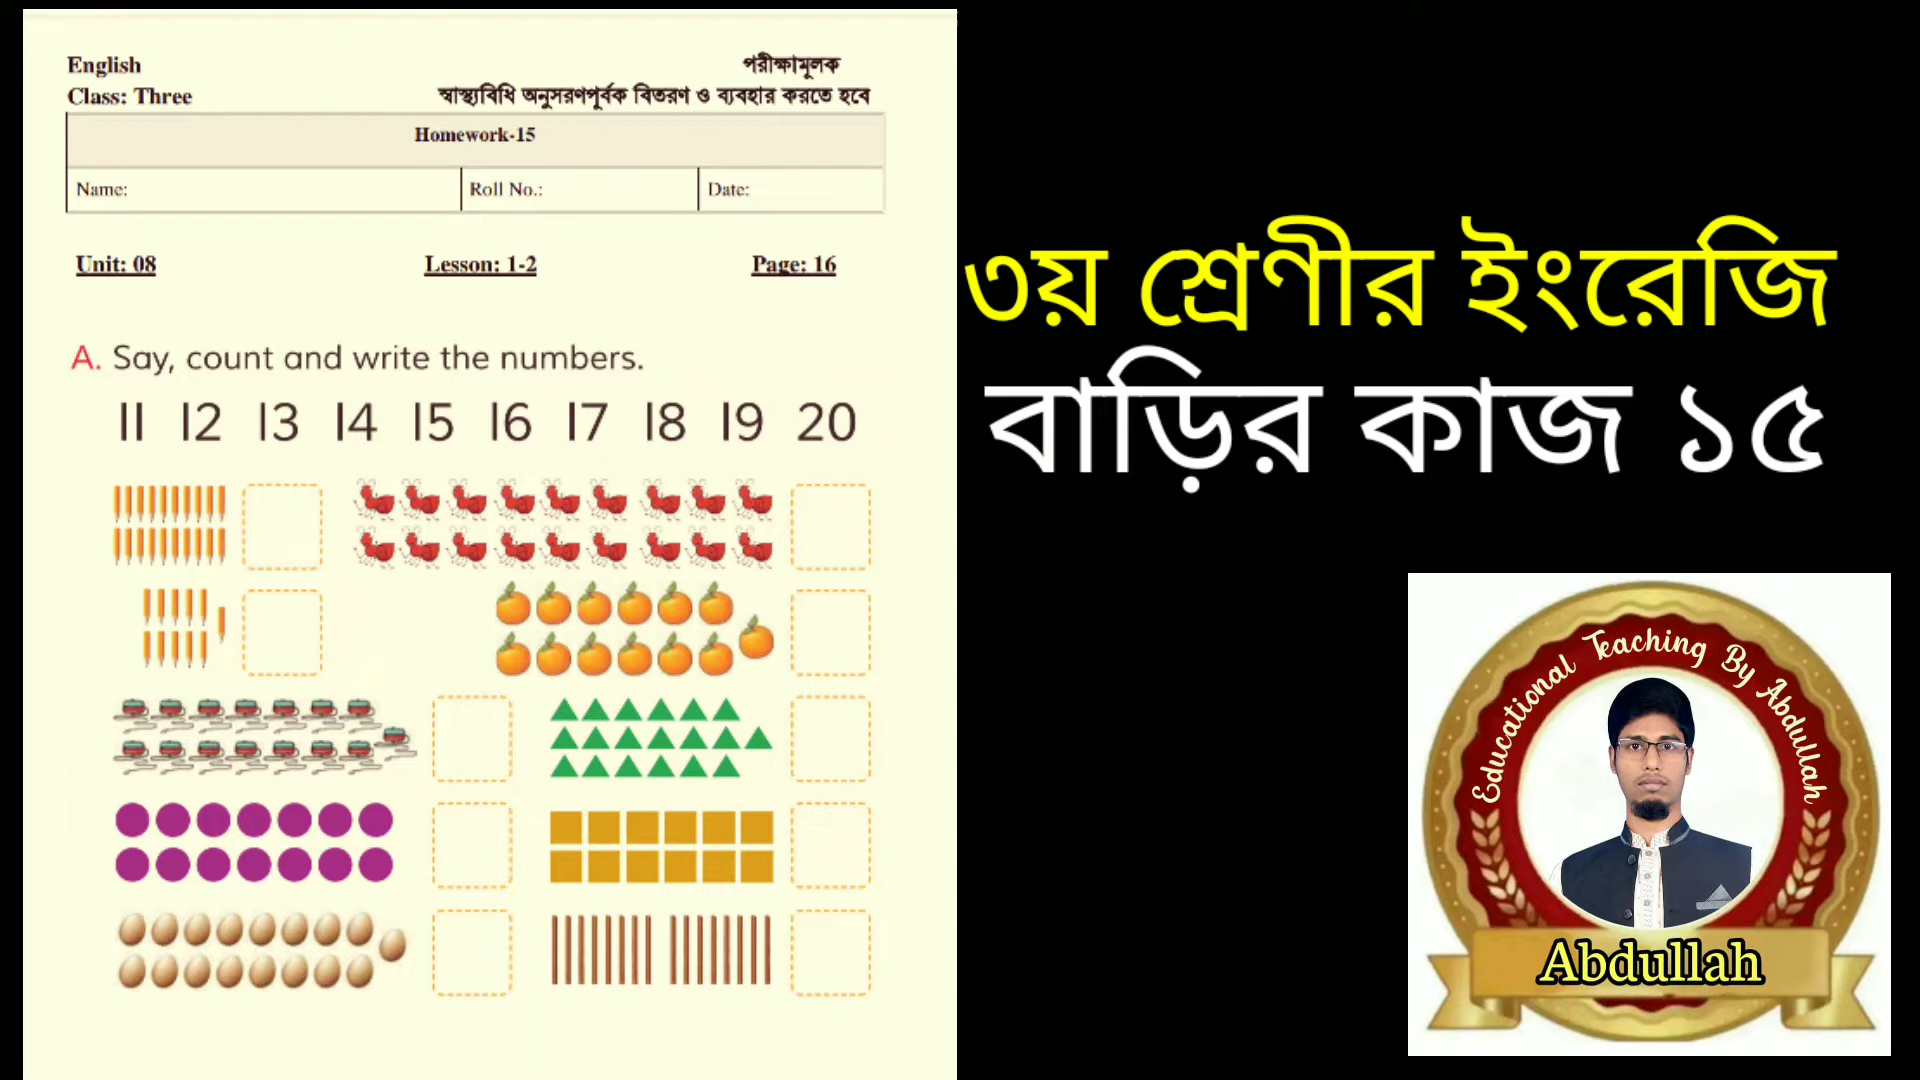 English
পরীক্ষামূলক
Class: Three
স্বাস্থ্যবিধি অনুসরণপূর্বক বিতরণ ও ব্যবহার করতে হবে
Homework-15
Name: Roll No.: Date:
Unit: 08 Lesson: 1-2 Page: 16
A. Say, count and write the numbers.
11 12 13 14 15 16 17 18 19 20
৩য় শ্রেণীর ইংরেজি
বাড়ির কাজ ১৫
Educational Teaching By Abdullah
Abdullah